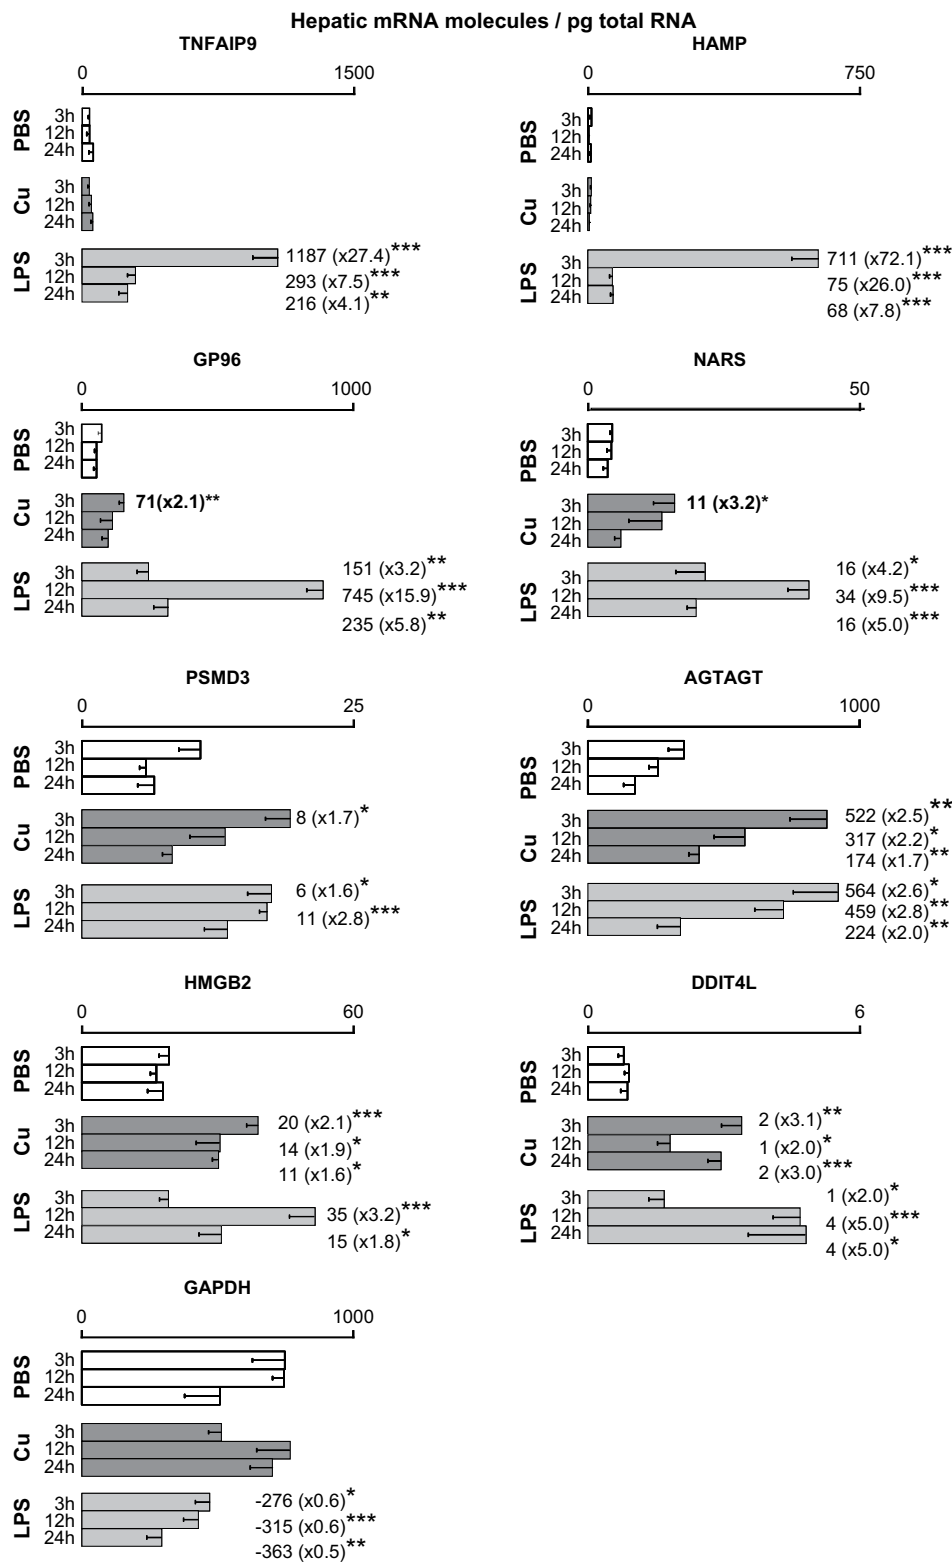 Hepatic mRNA molecules / pg total RNA
TNFAIP9
0 1500
PBS
3h
12h
24h
Cu
3h
12h
24h
LPS
3h 1187 (x27.4)***
12h 293 (x7.5)***
24h 216 (x4.1)**
HAMP
0 750
PBS
3h
12h
24h
Cu
3h
12h
24h
LPS
3h 711 (x72.1)***
12h 75 (x26.0)***
24h 68 (x7.8)***
GP96
0 1000
PBS
3h
12h
24h
Cu
3h 71(x2.1)**
12h
24h
LPS
3h 151 (x3.2)**
12h 745 (x15.9)***
24h 235 (x5.8)**
NARS
0 50
PBS
3h
12h
24h
Cu
3h 11 (x3.2)*
12h
24h
LPS
3h 16 (x4.2)*
12h 34 (x9.5)***
24h 16 (x5.0)***
PSMD3
0 25
PBS
3h
12h
24h
Cu
3h 8 (x1.7)*
12h
24h
LPS
3h 6 (x1.6)*
12h 11 (x2.8)***
24h
AGTAGT
0 1000
PBS
3h
12h
24h
Cu
3h 522 (x2.5)**
12h 317 (x2.2)*
24h 174 (x1.7)**
LPS
3h 564 (x2.6)*
12h 459 (x2.8)**
24h 224 (x2.0)**
HMGB2
0 60
PBS
3h
12h
24h
Cu
3h 20 (x2.1)***
12h 14 (x1.9)*
24h 11 (x1.6)*
LPS
3h
12h 35 (x3.2)***
24h 15 (x1.8)*
DDIT4L
0 6
PBS
3h
12h
24h
Cu
3h 2 (x3.1)**
12h 1 (x2.0)*
24h 2 (x3.0)***
LPS
3h 1 (x2.0)*
12h 4 (x5.0)***
24h 4 (x5.0)*
GAPDH
0 1000
PBS
3h
12h
24h
Cu
3h
12h
24h
LPS
3h -276 (x0.6)*
12h -315 (x0.6)***
24h -363 (x0.5)**